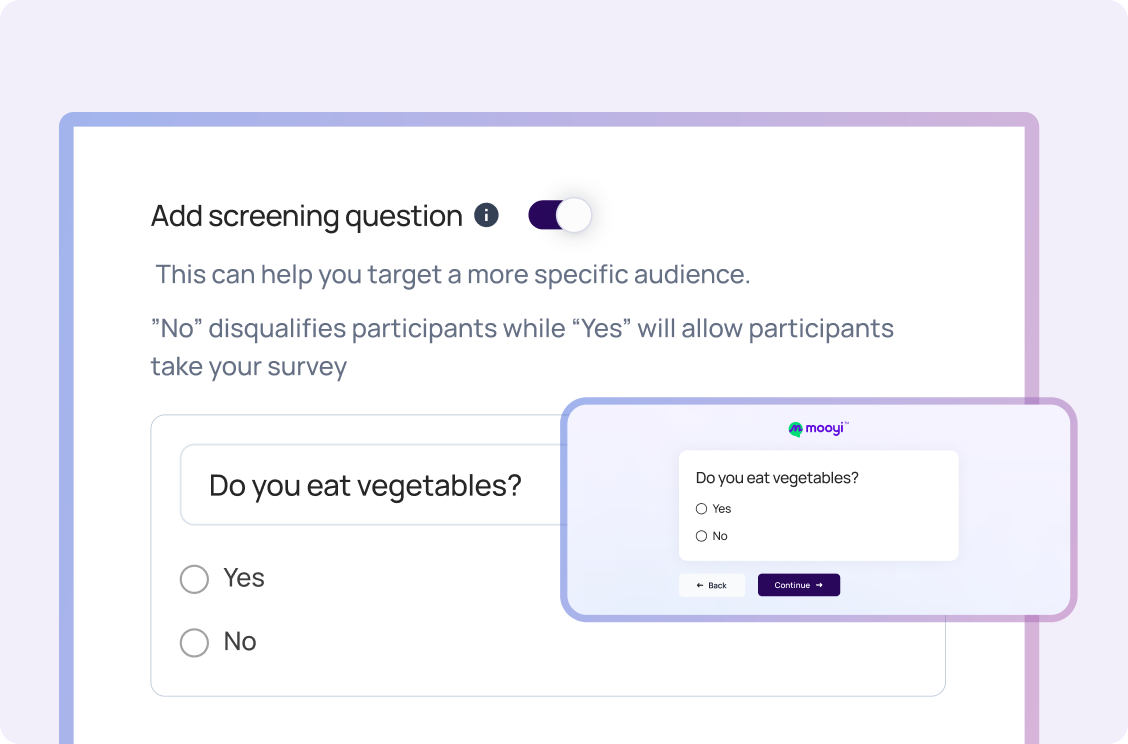 Add screening question
This can help you target a more specific audience.
”No” disqualifies participants while “Yes” will allow participants
take your survey
Do you eat vegetables?
Yes
No
mooyi™
Do you eat vegetables?
Yes
No
← Back
Continue →